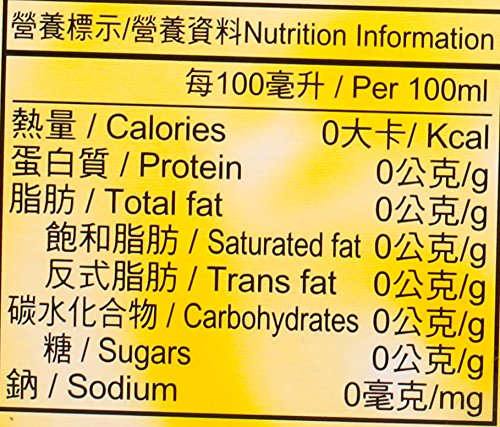 營養標示/營養資料Nutrition Information
每100毫升 / Per 100ml
熱量 / Calories 0大卡/ Kcal
蛋白質 / Protein 0公克/g
脂肪 / Total fat 0公克/g
飽和脂肪 / Saturated fat 0公克/g
反式脂肪 / Trans fat 0公克/g
碳水化合物 / Carbohydrates 0公克/g
糖 / Sugars 0公克/g
鈉 / Sodium 0毫克/mg